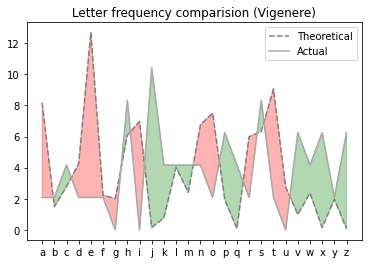 Letter frequency comparision (Vigenere)
Theoretical
Actual
12
10
8
6
4
2
0
a b c d e f g h i j k l m n o p q r s t u v w x y z